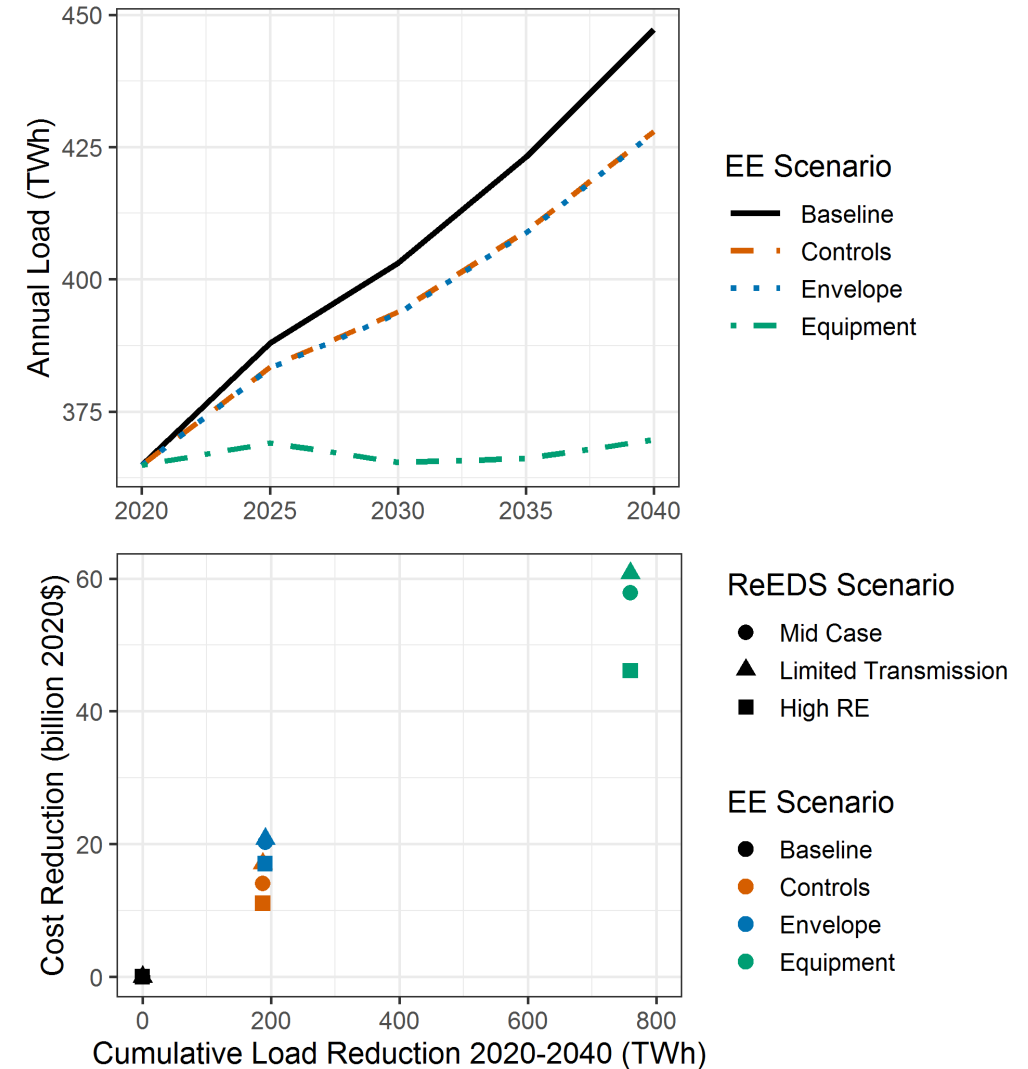 450
425
400
375
Annual Load (TWh)
2020 2025 2030 2035 2040
EE Scenario
Baseline
Controls
Envelope
Equipment
60
40
20
0
Cost Reduction (billion 2020$)
0 200 400 600 800
Cumulative Load Reduction 2020-2040 (TWh)
ReEDS Scenario
Mid Case
Limited Transmission
High RE
EE Scenario
Baseline
Controls
Envelope
Equipment